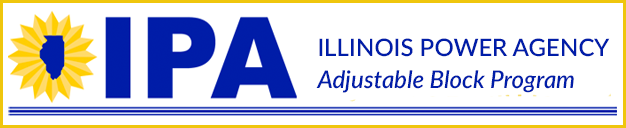 IPA
ILLINOIS POWER AGENCY
Adjustable Block Program